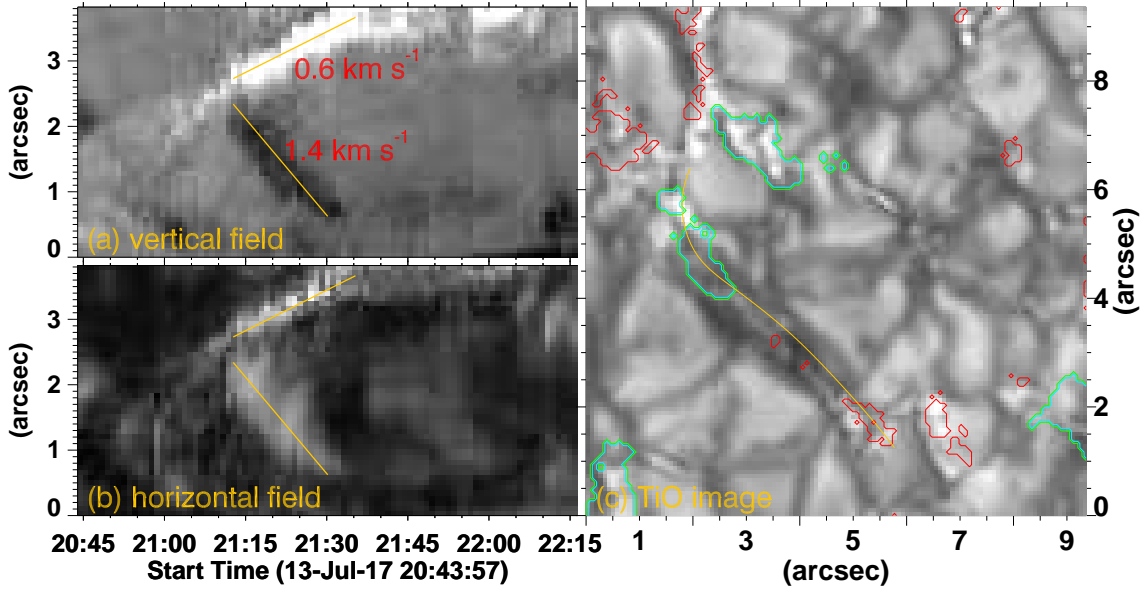 3
2
1
0
(arcsec)
0.6 km s-1
1.4 km s-1
(a) vertical field
3
2
1
0
(arcsec)
(b) horizontal field
20:45 21:00 21:15 21:30 21:45 22:00 22:15
Start Time (13-Jul-17 20:43:57)
8
6
4
2
0
(arcsec)
(c) TiO image
1 3 5 7 9
(arcsec)